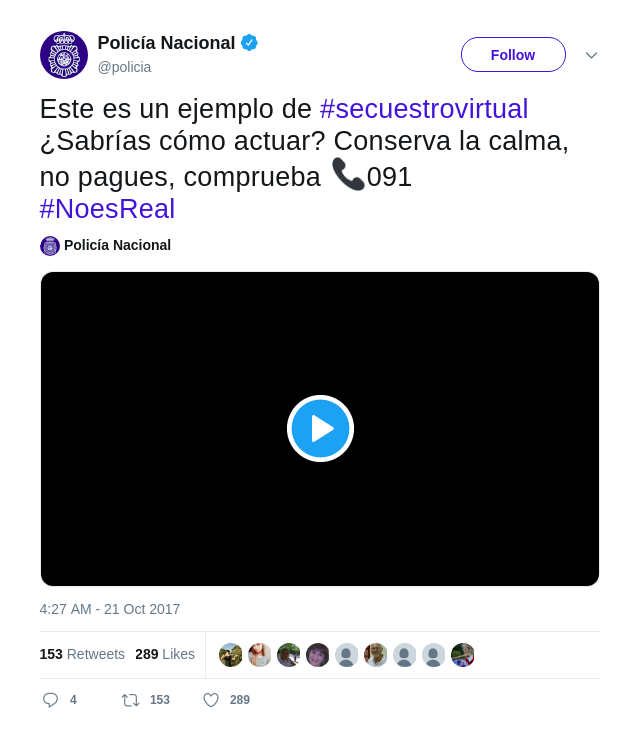 Policía Nacional
@policia
Follow
Este es un ejemplo de #secuestrovirtual
¿Sabrías cómo actuar? Conserva la calma,
no pagues, comprueba 📞091
#NoesReal
Policía Nacional
4:27 AM - 21 Oct 2017
153 Retweets 289 Likes
4 153 289